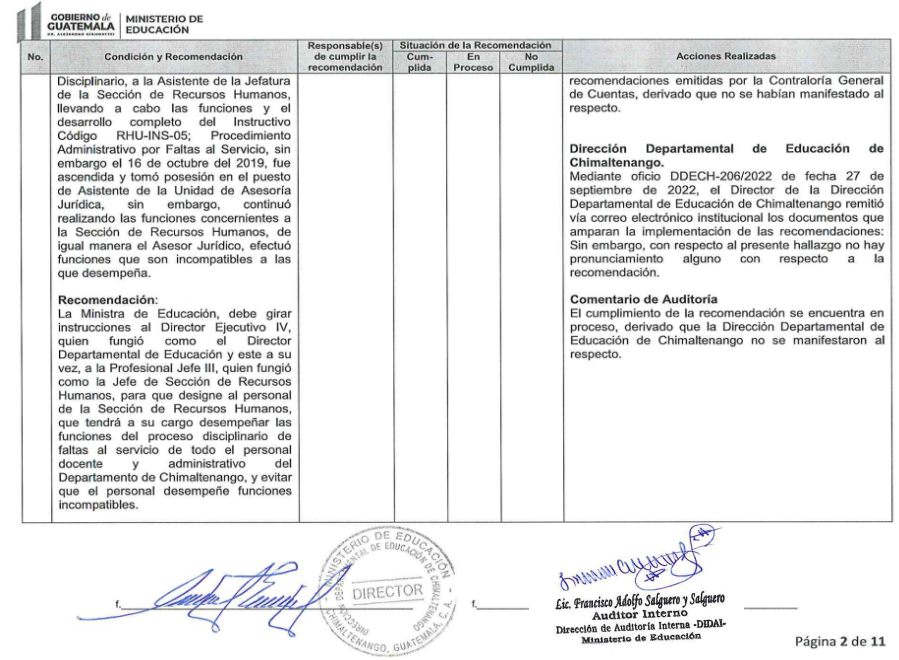 GOBIERNO de
GUATEMALA
DR. ALEJANDRO GIAMMATTEI
MINISTERIO DE
EDUCACIÓN
No.
Condición y Recomendación
Responsable(s)
de cumplir la
recomendación
Situación de la Recomendación
Cum-
plida
En
Proceso
No
Cumplida
Acciones Realizadas
Disciplinario, a la Asistente de la Jefatura
de la Sección de Recursos Humanos,
llevando a cabo las funciones y el
desarrollo completo del Instructivo
Código RHU-INS-05; Procedimiento
Administrativo por Faltas al Servicio, sin
embargo el 16 de octubre del 2019, fue
ascendida y tomó posesión en el puesto
de Asistente de la Unidad de Asesoría
Jurídica, sin embargo, continuó
realizando las funciones concernientes a
la Sección de Recursos Humanos, de
igual manera el Asesor Jurídico, efectuó
funciones que son incompatibles a las
que desempeña.
Recomendación:
La Ministra de Educación, debe girar
instrucciones al Director Ejecutivo IV,
quien fungió como el Director
Departamental de Educación y este a su
vez, a la Profesional Jefe III, quien fungió
como la Jefe de Sección de Recursos
Humanos, para que designe al personal
de la Sección de Recursos Humanos,
que tendrá a su cargo desempeñar las
funciones del proceso disciplinario de
faltas al servicio de todo el personal
docente y administrativo del
Departamento de Chimaltenango, y evitar
que el personal desempeñe funciones
incompatibles.
recomendaciones emitidas por la Contraloría General
de Cuentas, derivado que no se habían manifestado al
respecto.
Dirección Departamental de Educación de
Chimaltenango.
Mediante oficio DDECH-206/2022 de fecha 27 de
septiembre de 2022, el Director de la Dirección
Departamental de Educación de Chimaltenango remitió
vía correo electrónico institucional los documentos que
amparan la implementación de las recomendaciones:
Sin embargo, con respecto al presente hallazgo no hay
pronunciamiento alguno con respecto a la
recomendación.
Comentario de Auditoría
El cumplimiento de la recomendación se encuentra en
proceso, derivado que la Dirección Departamental de
Educación de Chimaltenango no se manifestaron al
respecto.
f.
MINISTERIO DE EDUCACIÓN
DIRECCIÓN DEPARTAMENTAL DE EDUCACIÓN DE CHIMALTENANGO
DIRECTOR
CHIMALTENANGO, GUATEMALA, C. A.
f.
Lic. Francisco Adolfo Salguero y Salguero
Auditor Interno
Dirección de Auditoría Interna -DIDAI-
Ministerio de Educación
Página 2 de 11